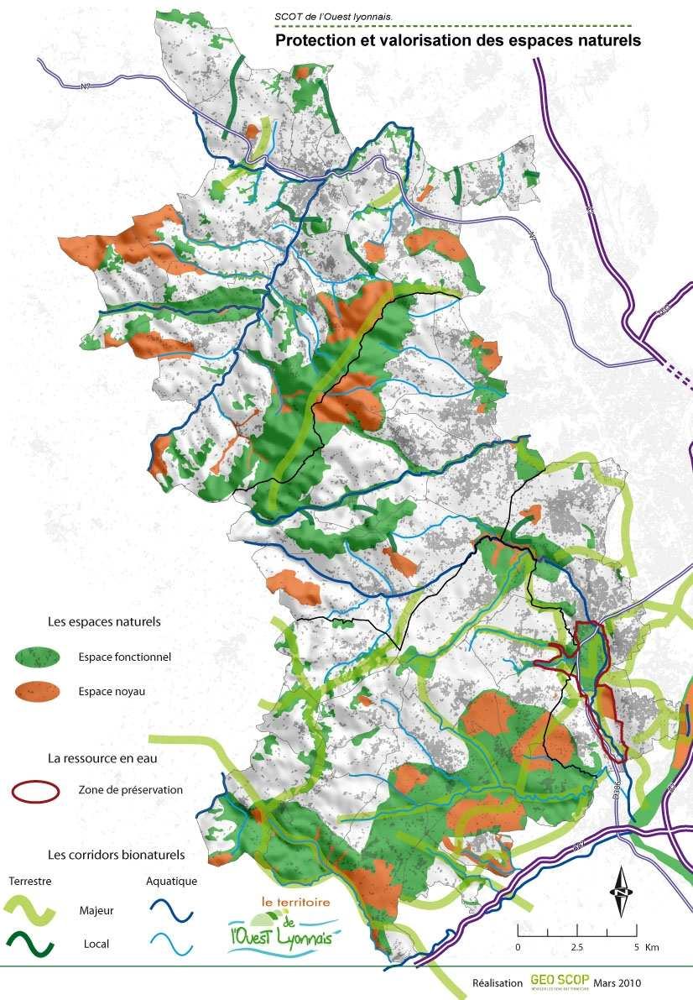 SCOT de l'Ouest lyonnais.
Protection et valorisation des espaces naturels
N7
N7
Les espaces naturels
Espace fonctionnel
Espace noyau
La ressource en eau
Zone de préservation
D386
Les corridors bionaturels
Terrestre
Aquatique
Majeur
Local
le territoire
de
l'Ouest Lyonnais
N
0
2.5
5 Km
Réalisation
GEO SCOP
Mars 2010